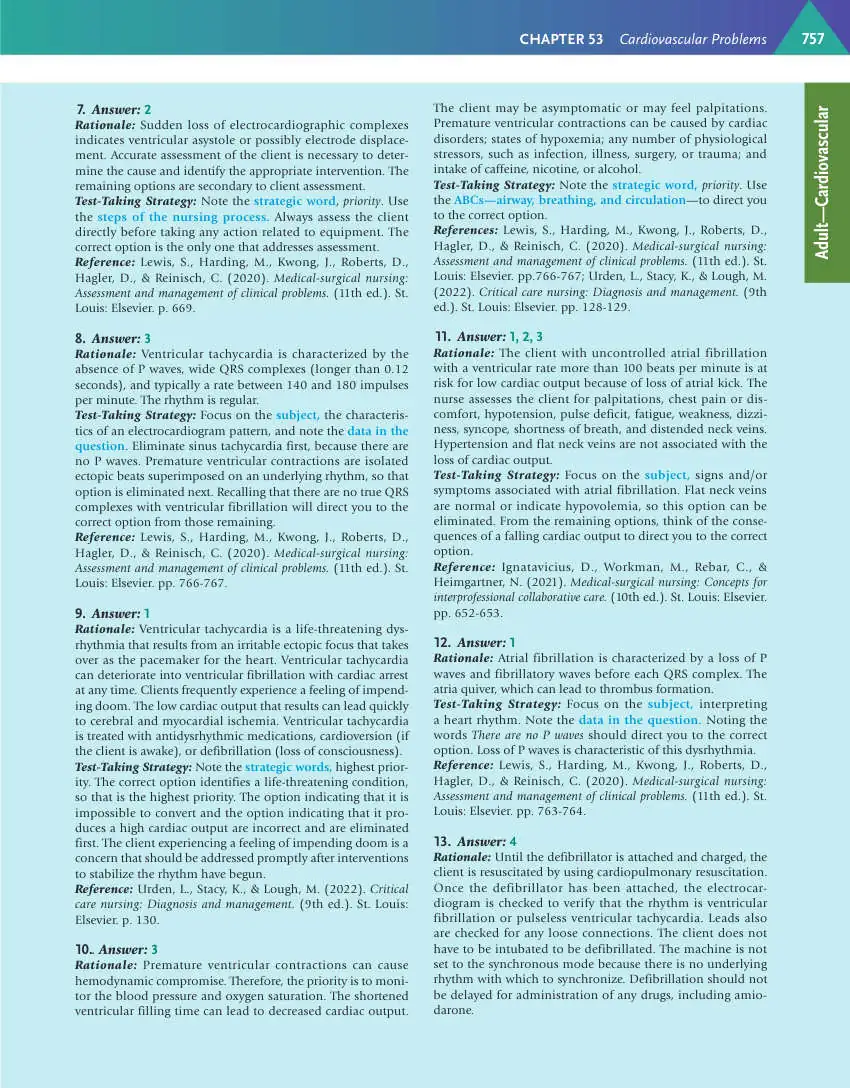 CHAPTER 53 Cardiovascular Problems 757
Adult—Cardiovascular
7. Answer: 2
Rationale: Sudden loss of electrocardiographic complexes
indicates ventricular asystole or possibly electrode displace-
ment. Accurate assessment of the client is necessary to deter-
mine the cause and identify the appropriate intervention. The
remaining options are secondary to client assessment.
Test-Taking Strategy: Note the strategic word, priority. Use
the steps of the nursing process. Always assess the client
directly before taking any action related to equipment. The
correct option is the only one that addresses assessment.
Reference: Lewis, S., Harding, M., Kwong, J., Roberts, D.,
Hagler, D., & Reinisch, C. (2020). Medical-surgical nursing:
Assessment and management of clinical problems. (11th ed.). St.
Louis: Elsevier. p. 669.
8. Answer: 3
Rationale: Ventricular tachycardia is characterized by the
absence of P waves, wide QRS complexes (longer than 0.12
seconds), and typically a rate between 140 and 180 impulses
per minute. The rhythm is regular.
Test-Taking Strategy: Focus on the subject, the characteris-
tics of an electrocardiogram pattern, and note the data in the
question. Eliminate sinus tachycardia first, because there are
no P waves. Premature ventricular contractions are isolated
ectopic beats superimposed on an underlying rhythm, so that
option is eliminated next. Recalling that there are no true QRS
complexes with ventricular fibrillation will direct you to the
correct option from those remaining.
Reference: Lewis, S., Harding, M., Kwong, J., Roberts, D.,
Hagler, D., & Reinisch, C. (2020). Medical-surgical nursing:
Assessment and management of clinical problems. (11th ed.). St.
Louis: Elsevier. pp. 766-767.
9. Answer: 1
Rationale: Ventricular tachycardia is a life-threatening dys-
rhythmia that results from an irritable ectopic focus that takes
over as the pacemaker for the heart. Ventricular tachycardia
can deteriorate into ventricular fibrillation with cardiac arrest
at any time. Clients frequently experience a feeling of impend-
ing doom. The low cardiac output that results can lead quickly
to cerebral and myocardial ischemia. Ventricular tachycardia
is treated with antidysrhythmic medications, cardioversion (if
the client is awake), or defibrillation (loss of consciousness).
Test-Taking Strategy: Note the strategic words, highest prior-
ity. The correct option identifies a life-threatening condition,
so that is the highest priority. The option indicating that it is
impossible to convert and the option indicating that it pro-
duces a high cardiac output are incorrect and are eliminated
first. The client experiencing a feeling of impending doom is a
concern that should be addressed promptly after interventions
to stabilize the rhythm have begun.
Reference: Urden, L., Stacy, K., & Lough, M. (2022). Critical
care nursing: Diagnosis and management. (9th ed.). St. Louis:
Elsevier. p. 130.
10.. Answer: 3
Rationale: Premature ventricular contractions can cause
hemodynamic compromise. Therefore, the priority is to moni-
tor the blood pressure and oxygen saturation. The shortened
ventricular filling time can lead to decreased cardiac output.
The client may be asymptomatic or may feel palpitations.
Premature ventricular contractions can be caused by cardiac
disorders; states of hypoxemia; any number of physiological
stressors, such as infection, illness, surgery, or trauma; and
intake of caffeine, nicotine, or alcohol.
Test-Taking Strategy: Note the strategic word, priority. Use
the ABCs—airway, breathing, and circulation—to direct you
to the correct option.
References: Lewis, S., Harding, M., Kwong, J., Roberts, D.,
Hagler, D., & Reinisch, C. (2020). Medical-surgical nursing:
Assessment and management of clinical problems. (11th ed.). St.
Louis: Elsevier. pp.766-767; Urden, L., Stacy, K., & Lough, M.
(2022). Critical care nursing: Diagnosis and management. (9th
ed.). St. Louis: Elsevier. pp. 128-129.
11. Answer: 1, 2, 3
Rationale: The client with uncontrolled atrial fibrillation
with a ventricular rate more than 100 beats per minute is at
risk for low cardiac output because of loss of atrial kick. The
nurse assesses the client for palpitations, chest pain or dis-
comfort, hypotension, pulse deficit, fatigue, weakness, dizzi-
ness, syncope, shortness of breath, and distended neck veins.
Hypertension and flat neck veins are not associated with the
loss of cardiac output.
Test-Taking Strategy: Focus on the subject, signs and/or
symptoms associated with atrial fibrillation. Flat neck veins
are normal or indicate hypovolemia, so this option can be
eliminated. From the remaining options, think of the conse-
quences of a falling cardiac output to direct you to the correct
option.
Reference: Ignatavicius, D., Workman, M., Rebar, C., &
Heimgartner, N. (2021). Medical-surgical nursing: Concepts for
interprofessional collaborative care. (10th ed.). St. Louis: Elsevier.
pp. 652-653.
12. Answer: 1
Rationale: Atrial fibrillation is characterized by a loss of P
waves and fibrillatory waves before each QRS complex. The
atria quiver, which can lead to thrombus formation.
Test-Taking Strategy: Focus on the subject, interpreting
a heart rhythm. Note the data in the question. Noting the
words There are no P waves should direct you to the correct
option. Loss of P waves is characteristic of this dysrhythmia.
Reference: Lewis, S., Harding, M., Kwong, J., Roberts, D.,
Hagler, D., & Reinisch, C. (2020). Medical-surgical nursing:
Assessment and management of clinical problems. (11th ed.). St.
Louis: Elsevier. pp. 763-764.
13. Answer: 4
Rationale: Until the defibrillator is attached and charged, the
client is resuscitated by using cardiopulmonary resuscitation.
Once the defibrillator has been attached, the electrocar-
diogram is checked to verify that the rhythm is ventricular
fibrillation or pulseless ventricular tachycardia. Leads also
are checked for any loose connections. The client does not
have to be intubated to be defibrillated. The machine is not
set to the synchronous mode because there is no underlying
rhythm with which to synchronize. Defibrillation should not
be delayed for administration of any drugs, including amio-
darone.